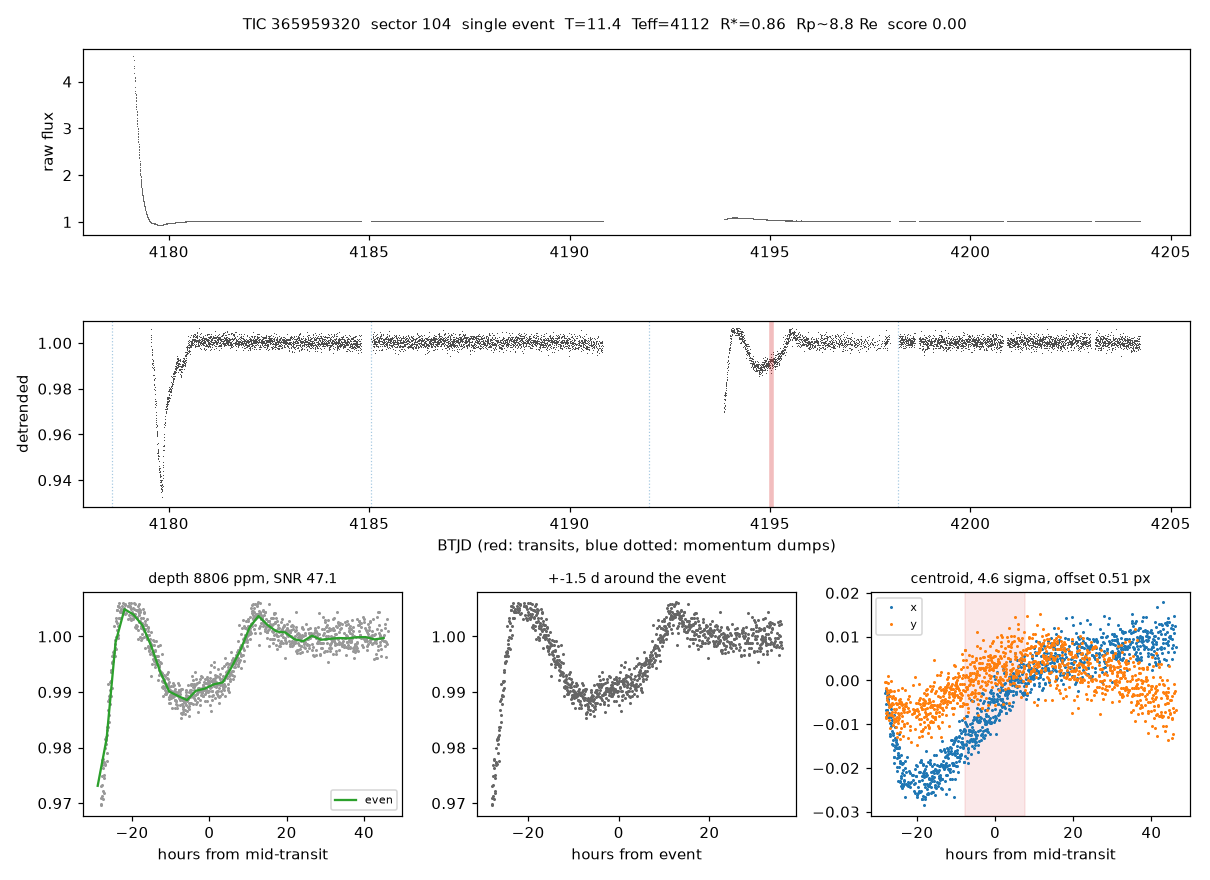 TIC 365959320  sector 104  single event  T=11.4  Teff=4112  R*=0.86  Rp~8.8 Re  score 0.00
raw flux
4
3
2
1
4180 4185 4190 4195 4200 4205
detrended
1.00
0.98
0.96
0.94
4180 4185 4190 4195 4200 4205
BTJD (red: transits, blue dotted: momentum dumps)
depth 8806 ppm, SNR 47.1
1.00
0.99
0.98
0.97
even
−20 0 20 40
hours from mid-transit
+-1.5 d around the event
1.00
0.99
0.98
0.97
−20 0 20
hours from event
centroid, 4.6 sigma, offset 0.51 px
0.02
0.01
0.00
−0.01
−0.02
−0.03
x
y
−20 0 20 40
hours from mid-transit